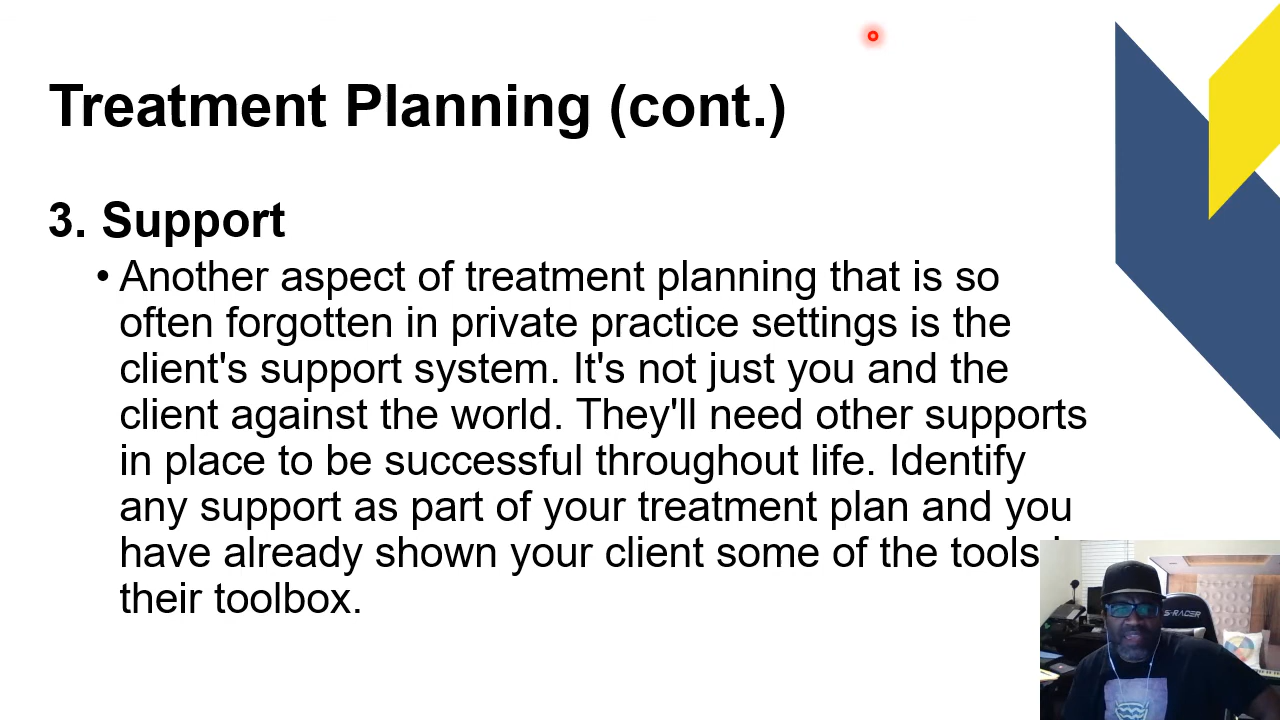 Treatment Planning (cont.)
3. Support
• Another aspect of treatment planning that is so
often forgotten in private practice settings is the
client's support system. It's not just you and the
client against the world. They'll need other supports
in place to be successful throughout life. Identify
any support as part of your treatment plan and you
have already shown your client some of the tools
their toolbox.
S-RACER